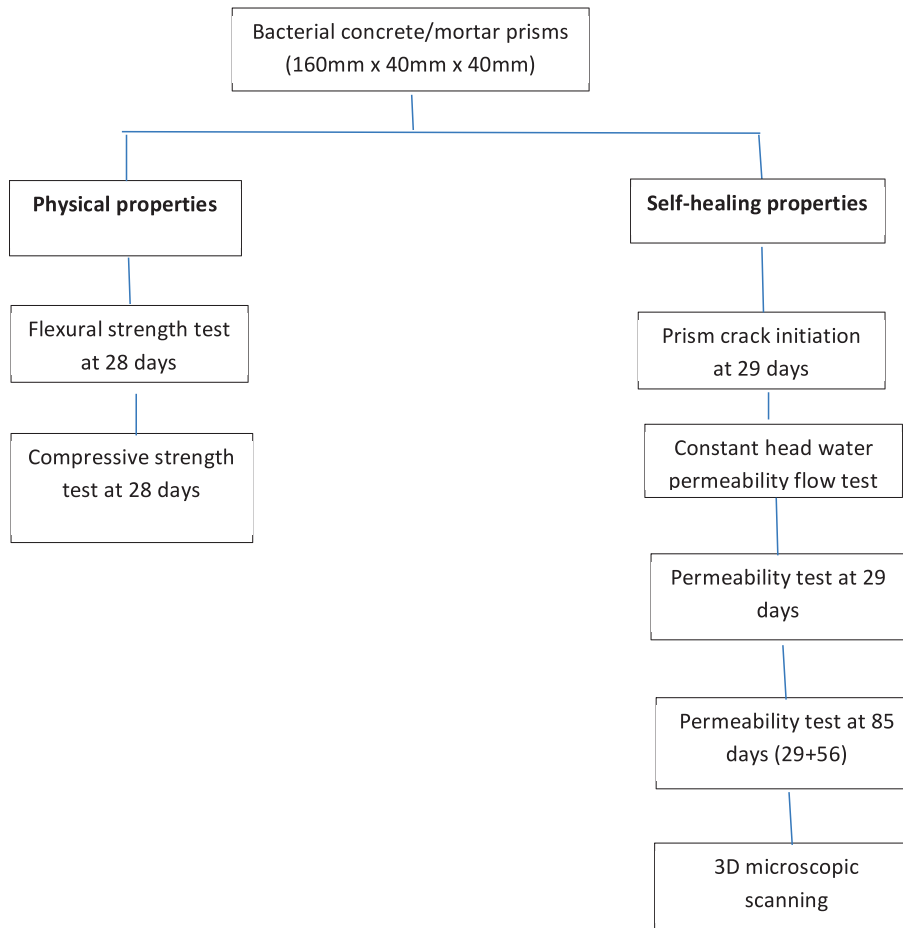 Bacterial concrete/mortar prisms
(160mm x 40mm x 40mm)
Physical properties
Flexural strength test
at 28 days
Compressive strength
test at 28 days
Self-healing properties
Prism crack initiation
at 29 days
Constant head water
permeability flow test
Permeability test at 29
days
Permeability test at 85
days (29+56)
3D microscopic
scanning